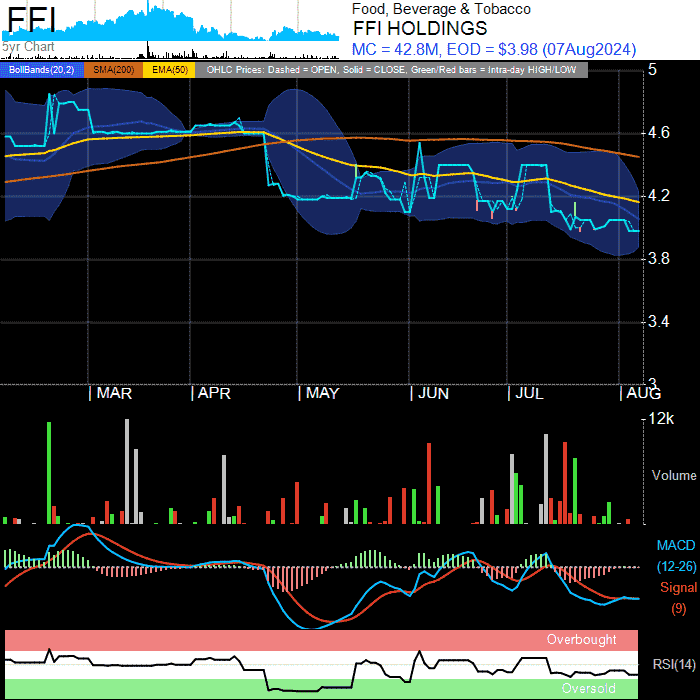 FFI
5yr Chart
Food, Beverage & Tobacco
FFI HOLDINGS
MC = 42.8M, EOD = $3.98 (07Aug2024)
BollBands(20,2) SMA(200) EMA(50) OHLC Prices: Dashed = OPEN, Solid = CLOSE, Green/Red bars = Intra-day HIGH/LOW
5
4.6
4.2
3.8
3.4
3
| MAR | APR | MAY | JUN | JUL | AUG
12k
Volume
MACD
(12-26)
Signal
(9)
Overbought
RSI(14)
Oversold